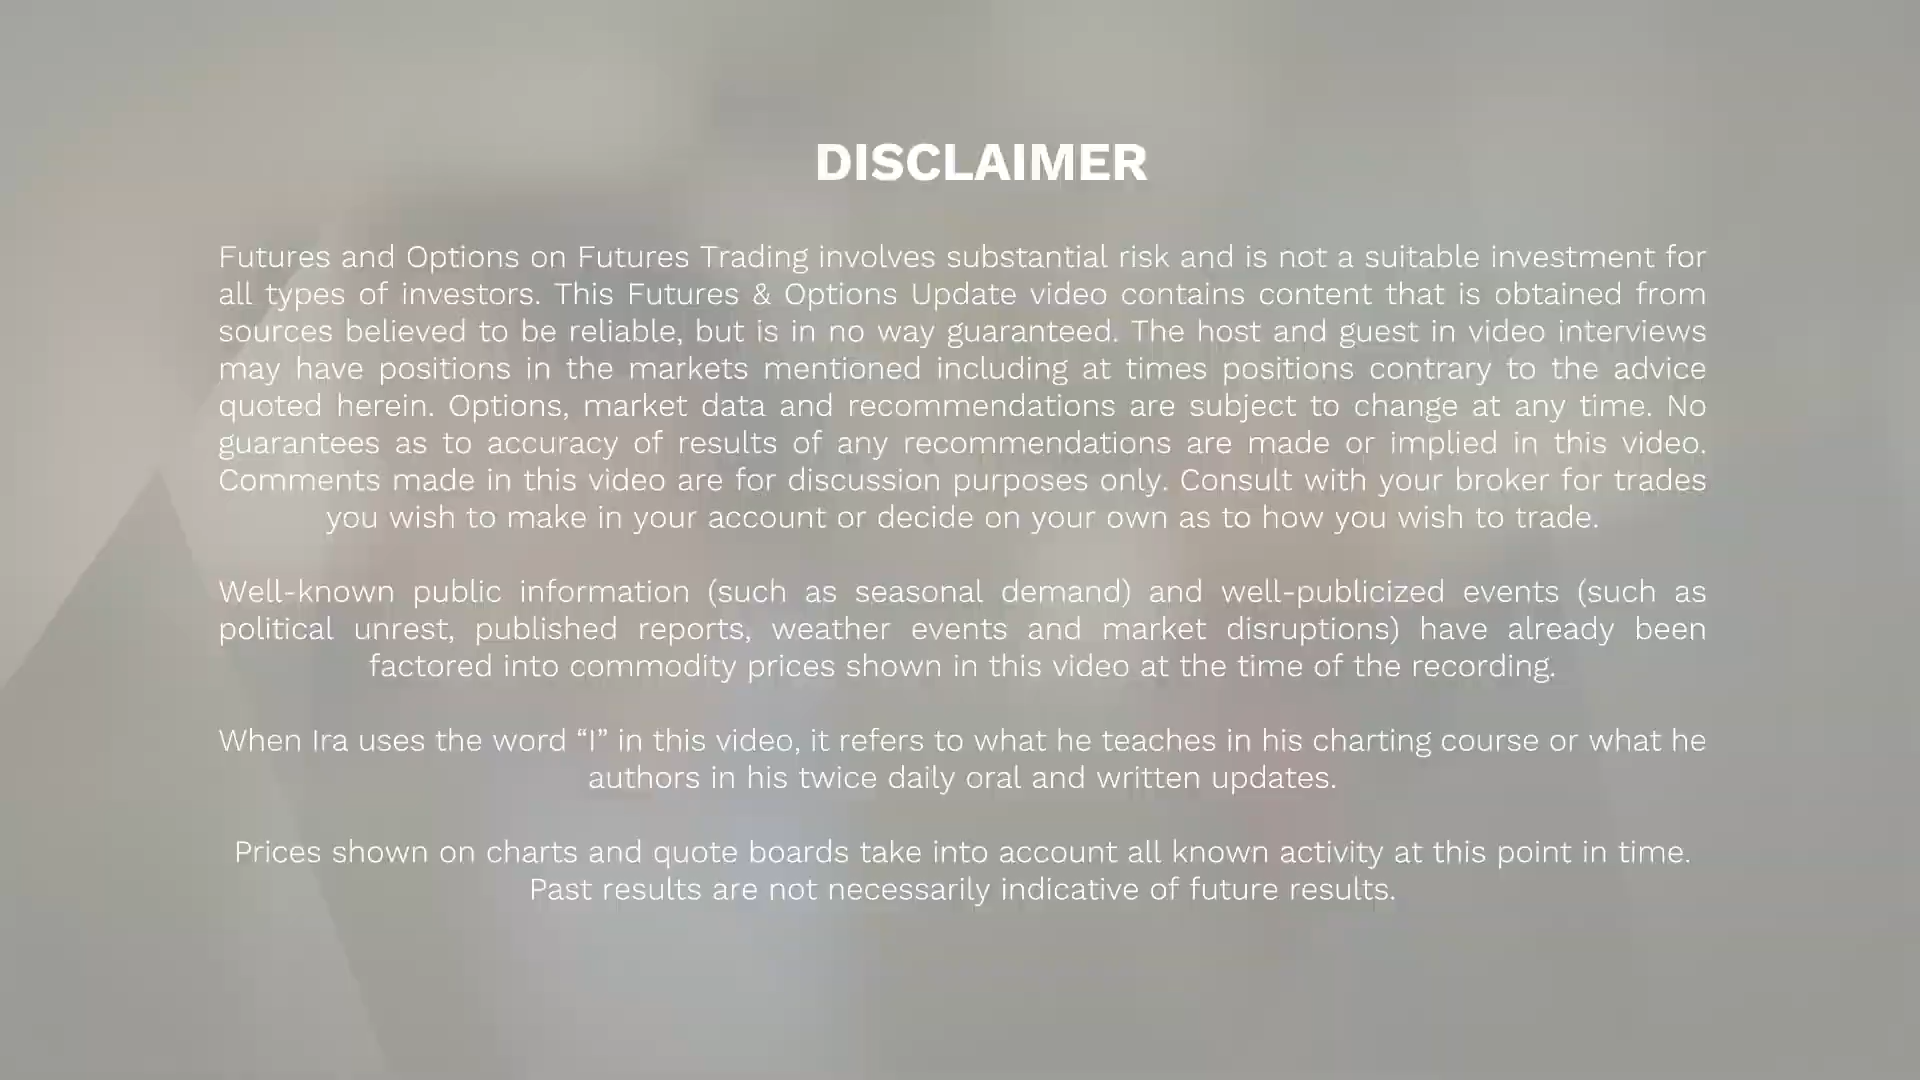 DISCLAIMER
Futures and Options on Futures Trading involves substantial risk and is not a suitable investment for
all types of investors. This Futures & Options Update video contains content that is obtained from
sources believed to be reliable, but is in no way guaranteed. The host and guest in video interviews
may have positions in the markets mentioned including at times positions contrary to the advice
quoted herein. Options, market data and recommendations are subject to change at any time. No
guarantees as to accuracy of results of any recommendations are made or implied in this video.
Comments made in this video are for discussion purposes only. Consult with your broker for trades
you wish to make in your account or decide on your own as to how you wish to trade.
Well-known public information (such as seasonal demand) and well-publicized events (such as
political unrest, published reports, weather events and market disruptions) have already been
factored into commodity prices shown in this video at the time of the recording.
When Ira uses the word “I” in this video, it refers to what he teaches in his charting course or what he
authors in his twice daily oral and written updates.
Prices shown on charts and quote boards take into account all known activity at this point in time.
Past results are not necessarily indicative of future results.